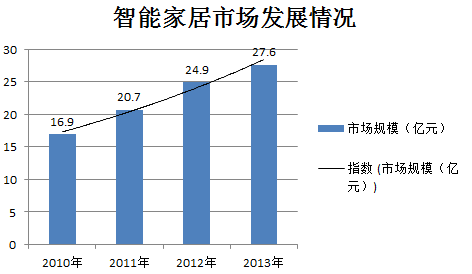 智能家居市场发展情况
30
25
20
15
10
5
0
16.9
20.7
24.9
27.6
2010年
2011年
2012年
2013年
市场规模（亿元）
指数 (市场规模（亿
元）)